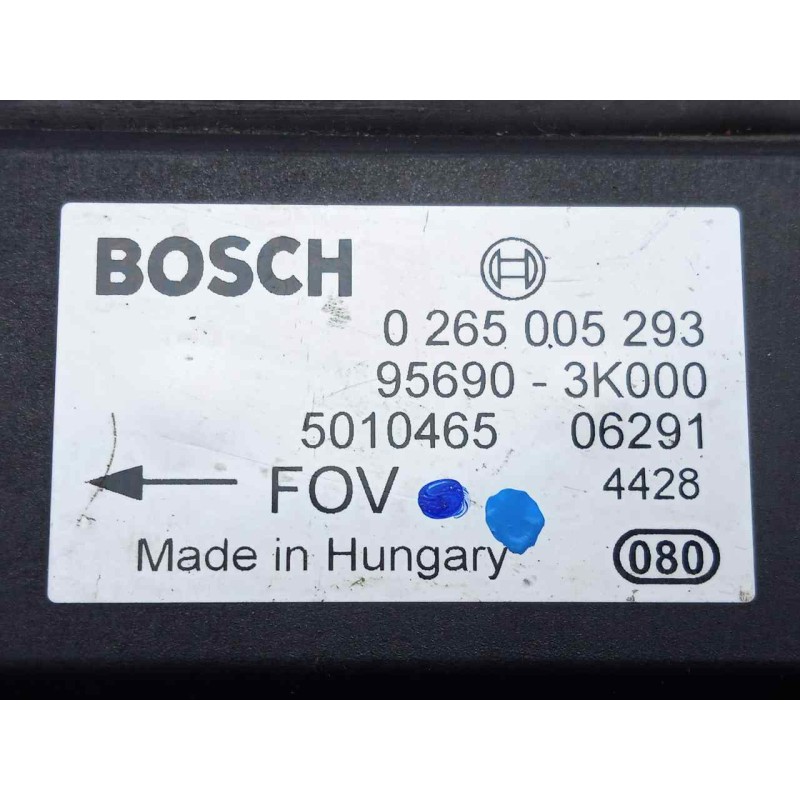 BOSCH
0 265 005 293
95690 - 3K000
5010465 06291
FOV 4428
Made in Hungary 080